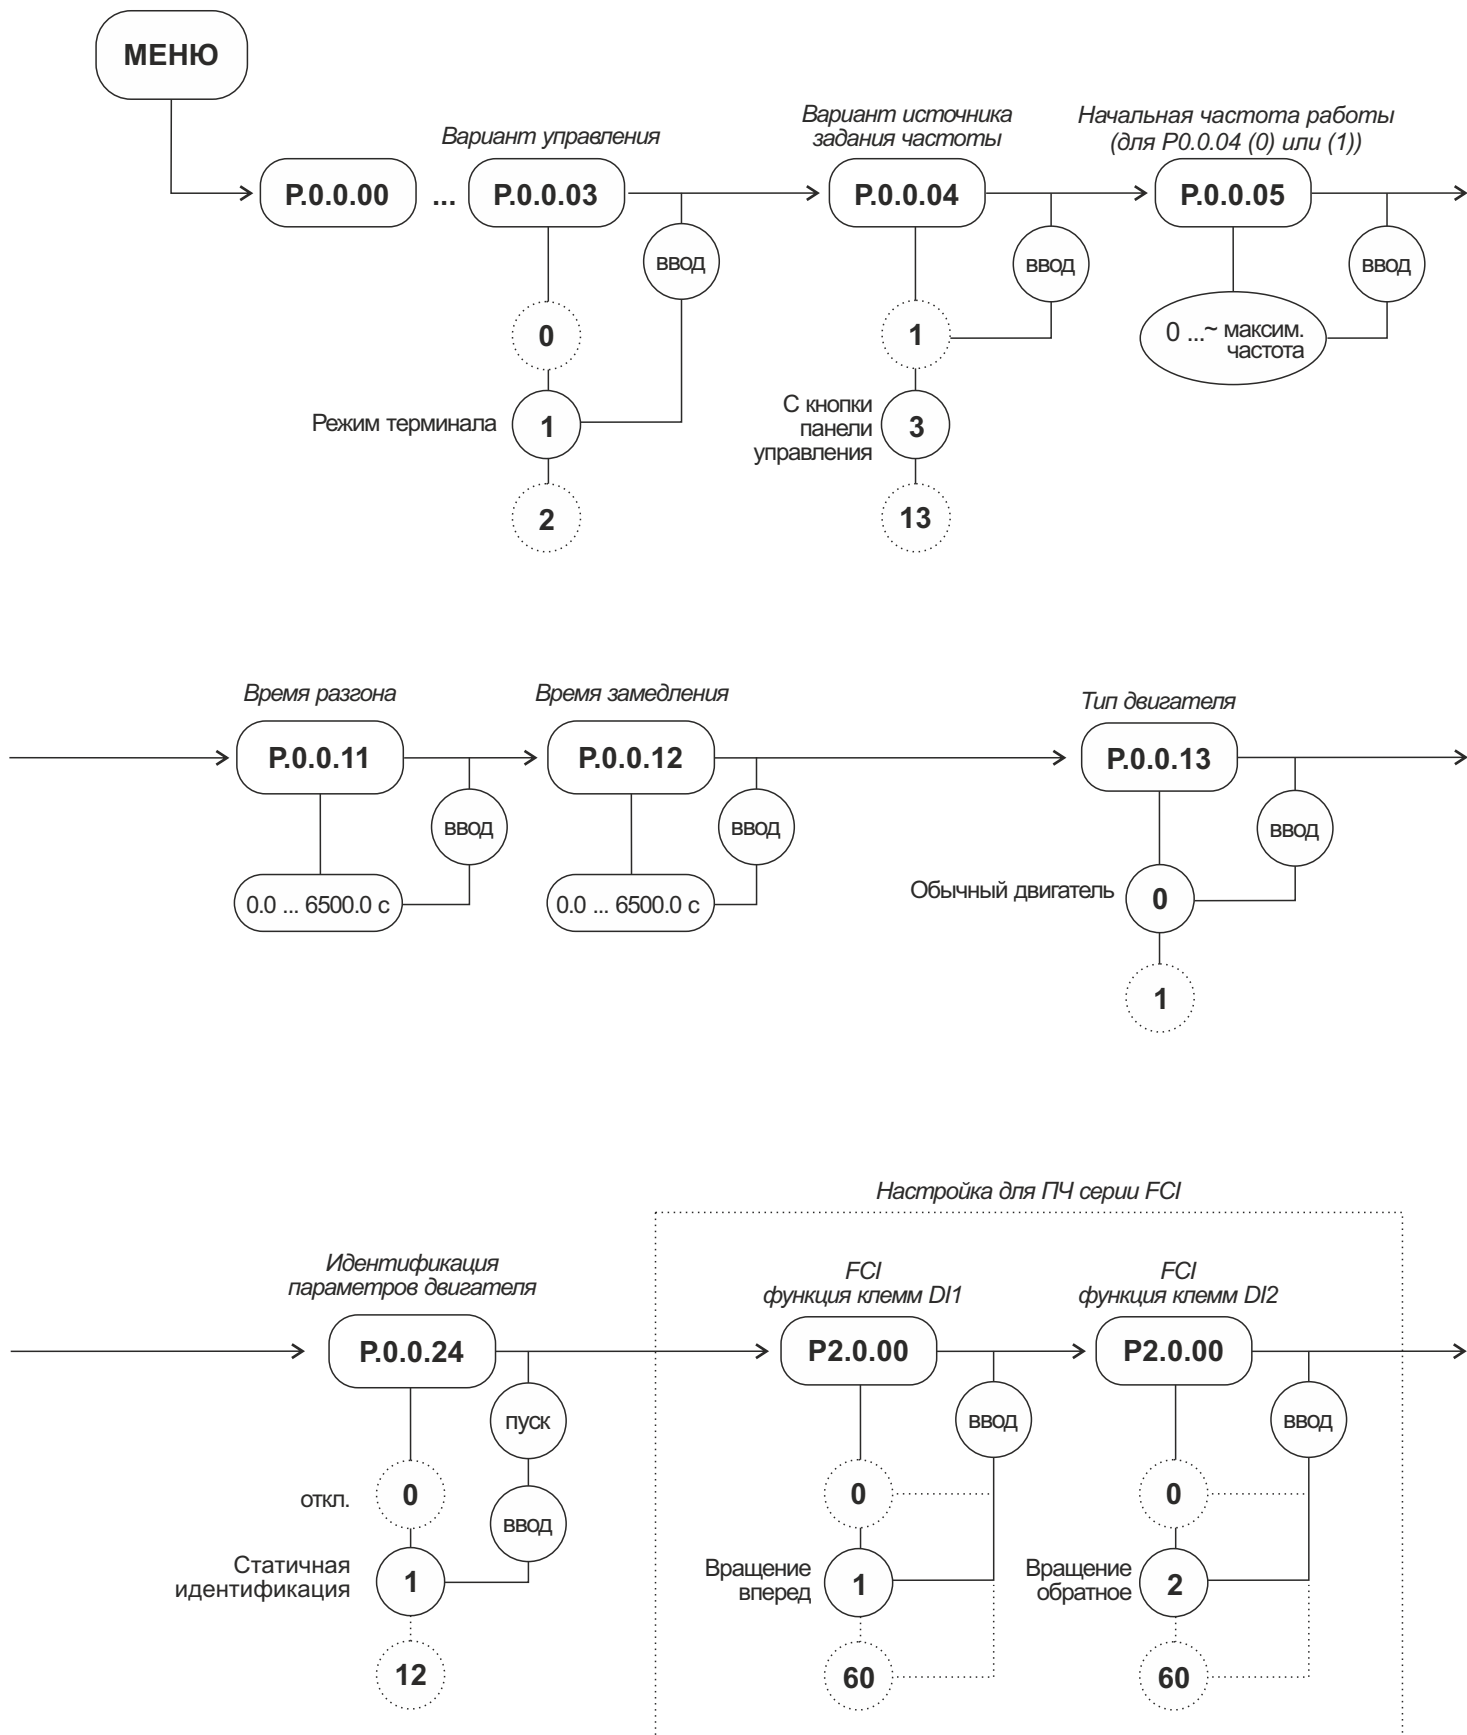 МЕНЮ
Вариант управления
Вариант источника
задания частоты
Начальная частота работы
(для P0.0.04 (0) или (1))
P.0.0.00
...
P.0.0.03
P.0.0.04
P.0.0.05
ввод
ввод
ввод
0
1
0 ...~ максим.
частота
Режим терминала
1
С кнопки
панели
управления
3
2
13
Время разгона
Время замедления
Тип двигателя
P.0.0.11
P.0.0.12
P.0.0.13
ввод
ввод
ввод
0.0 ... 6500.0 с
0.0 ... 6500.0 с
Обычный двигатель
0
1
Настройка для ПЧ серии FCI
Идентификация
параметров двигателя
FCI
функция клемм DI1
FCI
функция клемм DI2
P.0.0.24
P2.0.00
P2.0.00
пуск
ввод
ввод
откл.
0
0
0
ввод
Статичная
идентификация
1
Вращение
вперед
1
Вращение
обратное
2
12
60
60